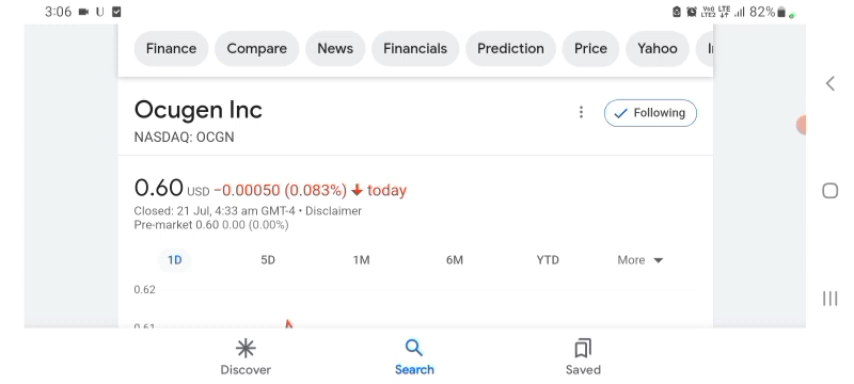 3:06 U 82%
Finance Compare News Financials Prediction Price Yahoo
Ocugen Inc
Following
NASDAQ: OCGN
0.60 USD −0.00050 (0.083%) today
Closed: 21 Jul, 4:33 am GMT-4 • Disclaimer
Pre-market 0.60 0.00 (0.00%)
1D 5D 1M 6M YTD More
0.62
0.61
Discover Search Saved